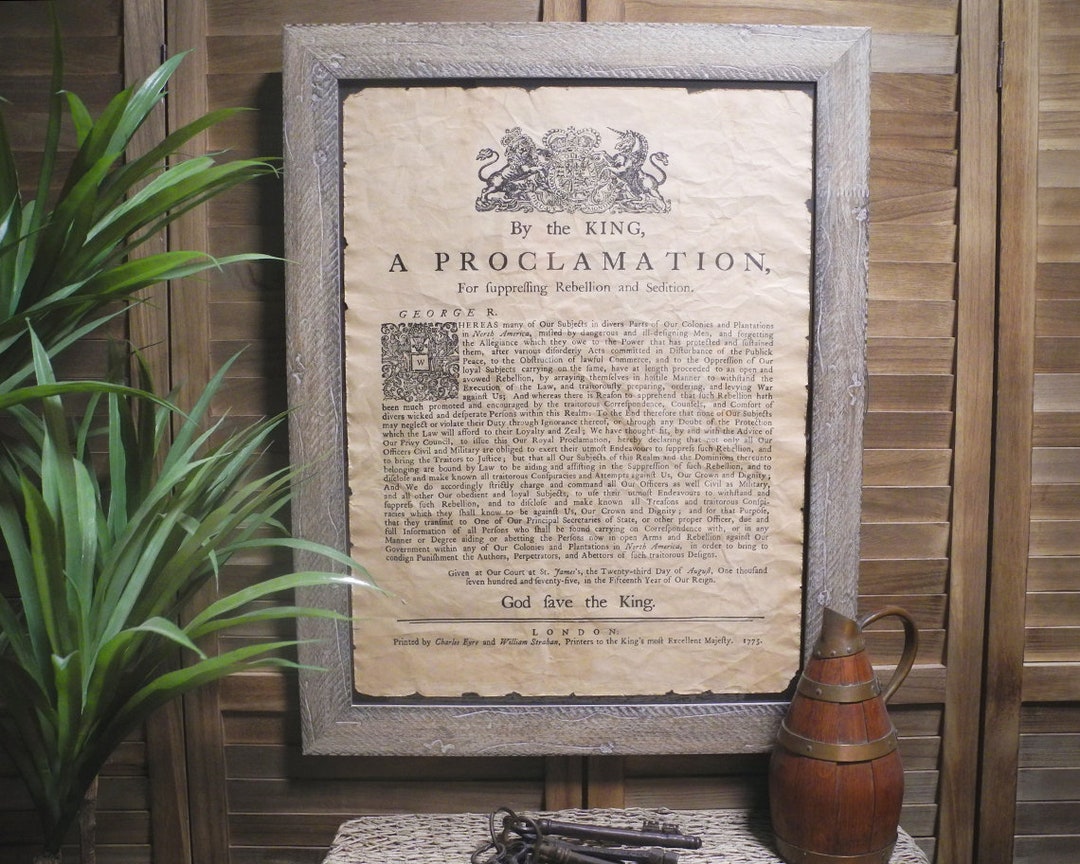 By the KING,
A PROCLAMATION,
For ſuppreſſing Rebellion and Sedition.
GEORGE R.
WHEREAS many of Our Subjects in divers Parts of Our Colonies and Plantations
in North America, miſled by dangerous and ill-deſigning Men, and forgetting
the Allegiance which they owe to the Power that has protected and ſuſtained
them, after various diſorderly Acts committed in Diſturbance of the Publick
Peace, to the Obſtruction of lawful Commerce, and to the Oppreſſion of Our
loyal Subjects carrying on the ſame, have at length proceeded to an open and
avowed Rebellion, by arraying themſelves in hoſtile Manner to withſtand the
Execution of the Law, and traitorouſly preparing, ordering, and levying War
againſt Us; And whereas there is Reaſon to apprehend that ſuch Rebellion hath
been much promoted and encouraged by the traitorous Correſpondence, Counſels, and Comfort of
divers wicked and deſperate Perſons within this Realm: To the End therefore that none of Our Subjects
may neglect or violate their Duty through Ignorance thereof, or through any Doubt of the Protection
which the Law will afford to their Loyalty and Zeal; We have thought fit, by and with the Advice of
Our Privy Council, to iſſue this Our Royal Proclamation, hereby declaring that not only all Our
Officers Civil and Military are obliged to exert their utmoſt Endeavours to ſuppreſs ſuch Rebellion, and
to bring the Traitors to Juſtice; but that all Our Subjects of this Realm and the Dominions thereunto
belonging are bound by Law to be aiding and aſſiſting in the Suppreſſion of ſuch Rebellion, and to
diſcloſe and make known all traitorous Conſpiracies and Attempts againſt Us, Our Crown and Dignity;
And We do accordingly ſtrictly charge and command all Our Officers as well Civil as Military,
and all other Our obedient and loyal Subjects, to uſe their utmoſt Endeavours to withſtand and
ſuppreſs ſuch Rebellion, and to diſcloſe and make known all Treaſons and traitorous Conſpi-
racies which they ſhall know to be againſt Us, Our Crown and Dignity; and for that Purpoſe,
that they tranſmit to One of Our Principal Secretaries of State, or other proper Officer, due and
full Information of all Perſons who ſhall be found carrying on Correſpondence with, or in any
Manner or Degree aiding or abetting the Perſons now in open Arms and Rebellion againſt Our
Government within any of Our Colonies and Plantations in North America, in order to bring to
condign Puniſhment the Authors, Perpetrators, and Abettors of ſuch traitorous Deſigns.
Given at Our Court at St. James's, the Twenty-third Day of Auguſt, One thouſand
ſeven hundred and ſeventy-five, in the Fifteenth Year of Our Reign.
God ſave the King.
LONDON:
Printed by Charles Eyre and William Strahan, Printers to the King's moſt Excellent Majeſty. 1775.